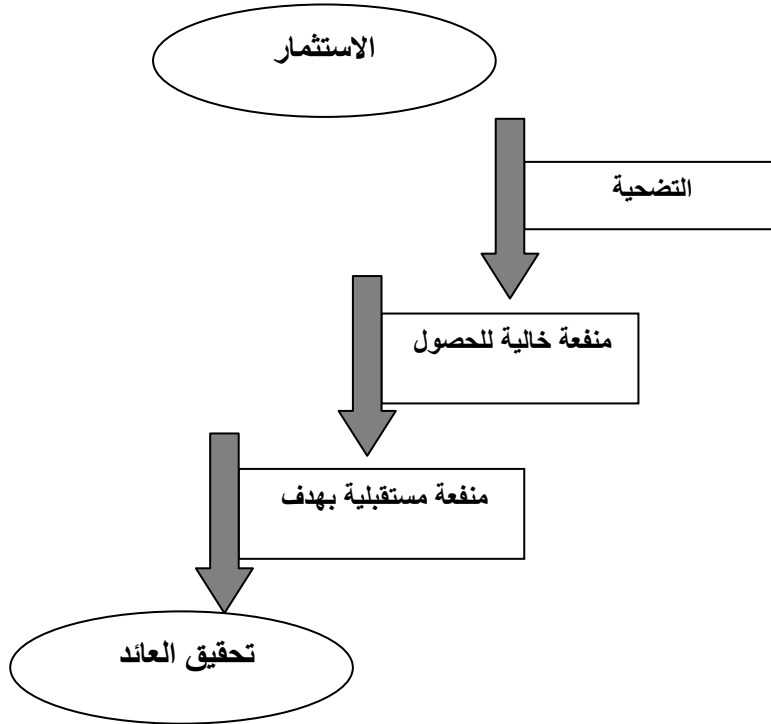 الاستثمار
التضحية
منفعة خالية للحصول
منفعة مستقبلية بهدف
تحقيق العائد